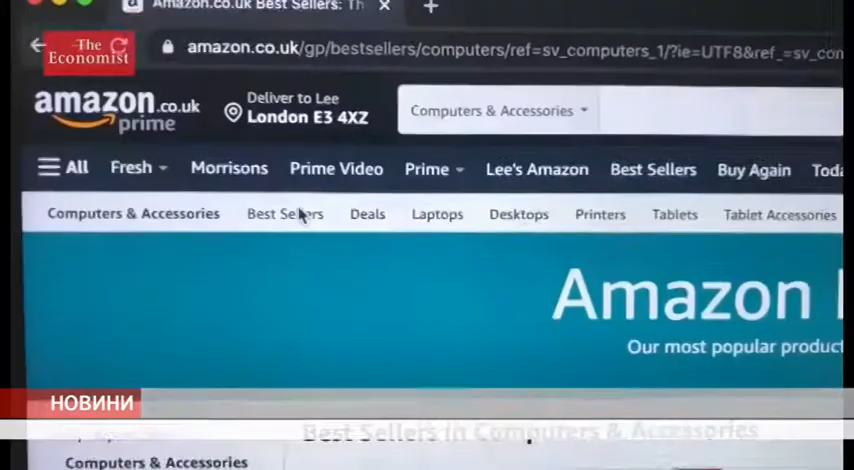 Amazon.co.uk Best Sellers: Th
The
Economist
amazon.co.uk/gp/bestsellers/computers/ref=sv_computers_1/?ie=UTF8&ref_=sv_con
amazon.co.uk
prime
Deliver to Lee
London E3 4XZ
Computers & Accessories
All Fresh Morrisons Prime Video Prime Lee's Amazon Best Sellers Buy Again Toda
Computers & Accessories Best Sellers Deals Laptops Desktops Printers Tablets Tablet Accessories
Amazon
Our most popular product
НОВИНИ
Best Sellers in Computers & Accessories
Computers & Accessories